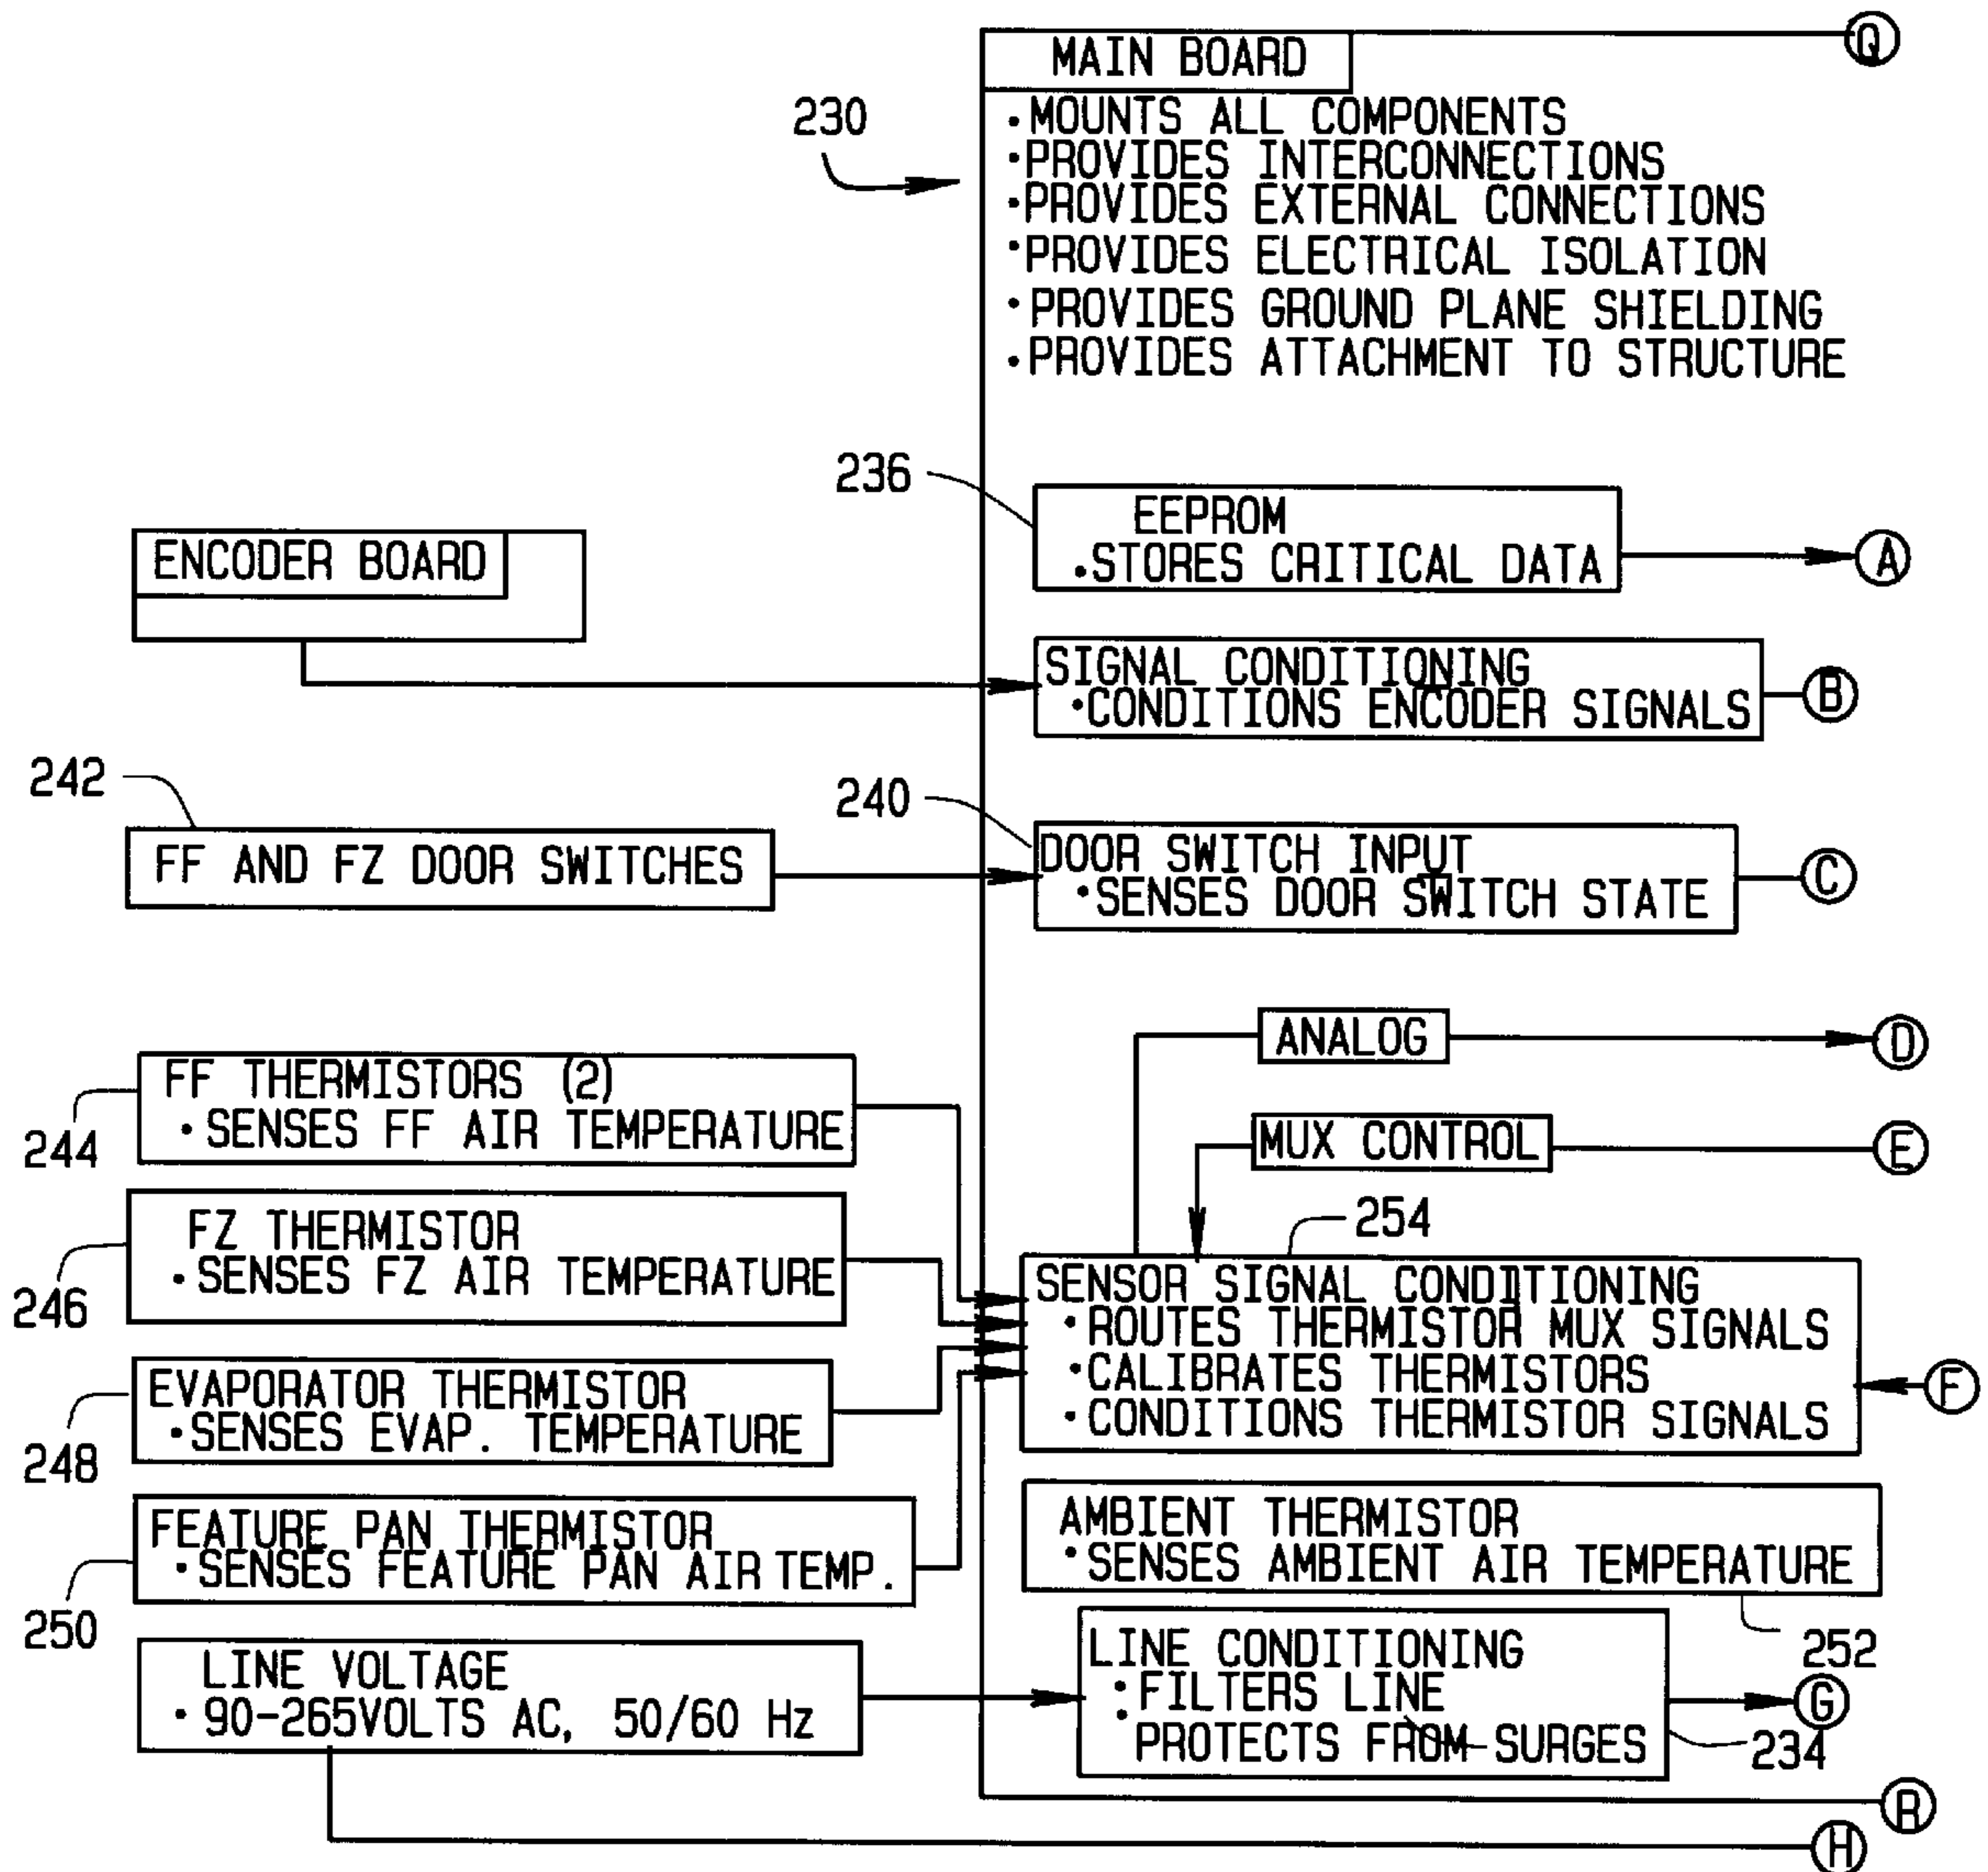 Q
MAIN BOARD
230
•MOUNTS ALL COMPONENTS
•PROVIDES INTERCONNECTIONS
•PROVIDES EXTERNAL CONNECTIONS
•PROVIDES ELECTRICAL ISOLATION
•PROVIDES GROUND PLANE SHIELDING
•PROVIDES ATTACHMENT TO STRUCTURE
236
EEPROM
•STORES CRITICAL DATA
A
ENCODER BOARD
SIGNAL CONDITIONING
•CONDITIONS ENCODER SIGNALS
B
242
FF AND FZ DOOR SWITCHES
240
DOOR SWITCH INPUT
•SENSES DOOR SWITCH STATE
C
ANALOG
D
FF THERMISTORS (2)
•SENSES FF AIR TEMPERATURE
244
MUX CONTROL
E
FZ THERMISTOR
•SENSES FZ AIR TEMPERATURE
246
254
SENSOR SIGNAL CONDITIONING
•ROUTES THERMISTOR MUX SIGNALS
•CALIBRATES THERMISTORS
•CONDITIONS THERMISTOR SIGNALS
F
EVAPORATOR THERMISTOR
•SENSES EVAP. TEMPERATURE
248
FEATURE PAN THERMISTOR
•SENSES FEATURE PAN AIR TEMP.
250
AMBIENT THERMISTOR
•SENSES AMBIENT AIR TEMPERATURE
252
LINE VOLTAGE
•90-265VOLTS AC, 50/60 Hz
LINE CONDITIONING
•FILTERS LINE
•PROTECTS FROM SURGES
G
234
R
H